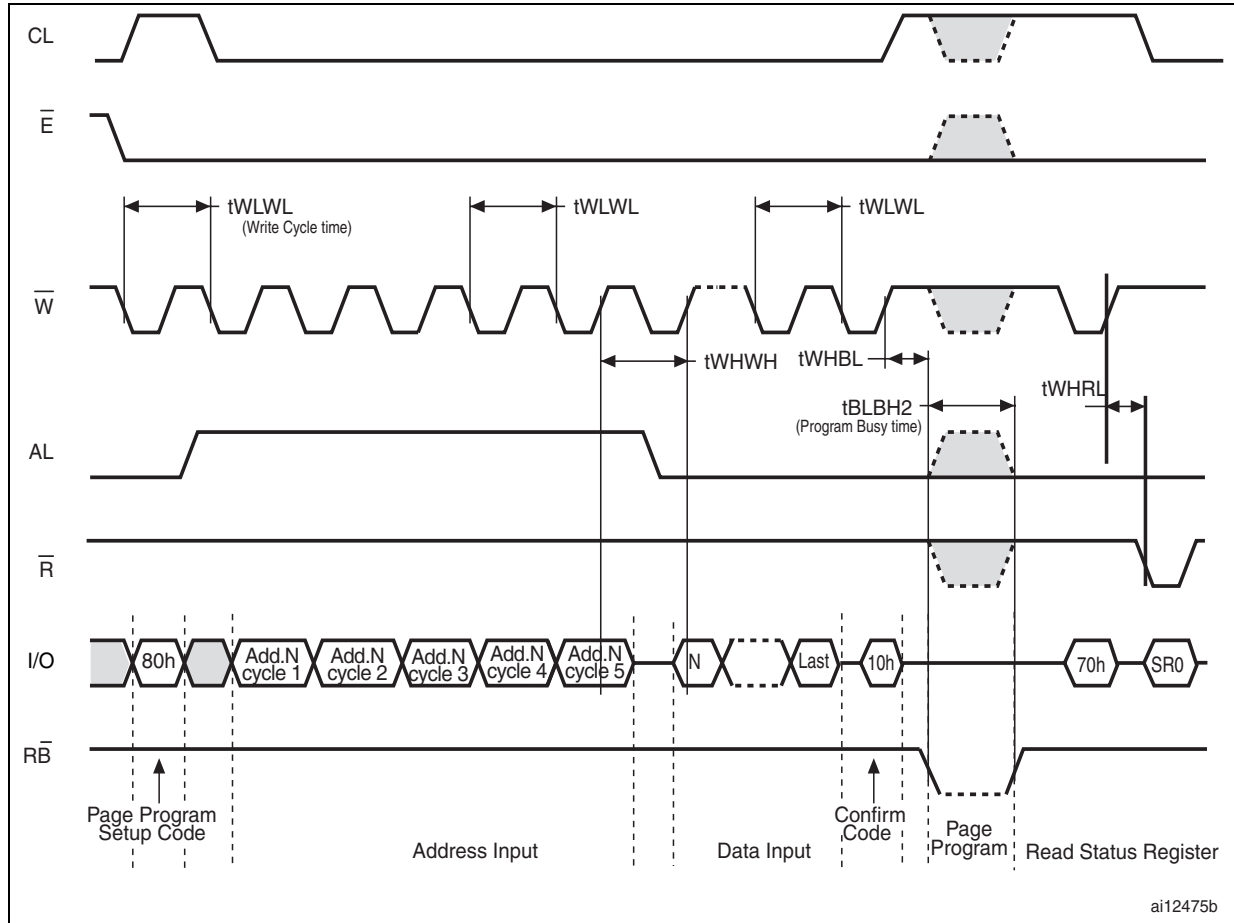 CL
E̅
tWLWL
(Write Cycle time)
tWLWL
tWLWL
W̅
tWHWH
tWHBL
tWHRL
tBLBH2
(Program Busy time)
AL
R̅
I/O
80h
Add.N
cycle 1
Add.N
cycle 2
Add.N
cycle 3
Add.N
cycle 4
Add.N
cycle 5
N
Last
10h
70h
SR0
RB̅
Page Program
Setup Code
Address Input
Data Input
Confirm
Code
Page
Program
Read Status Register
ai12475b